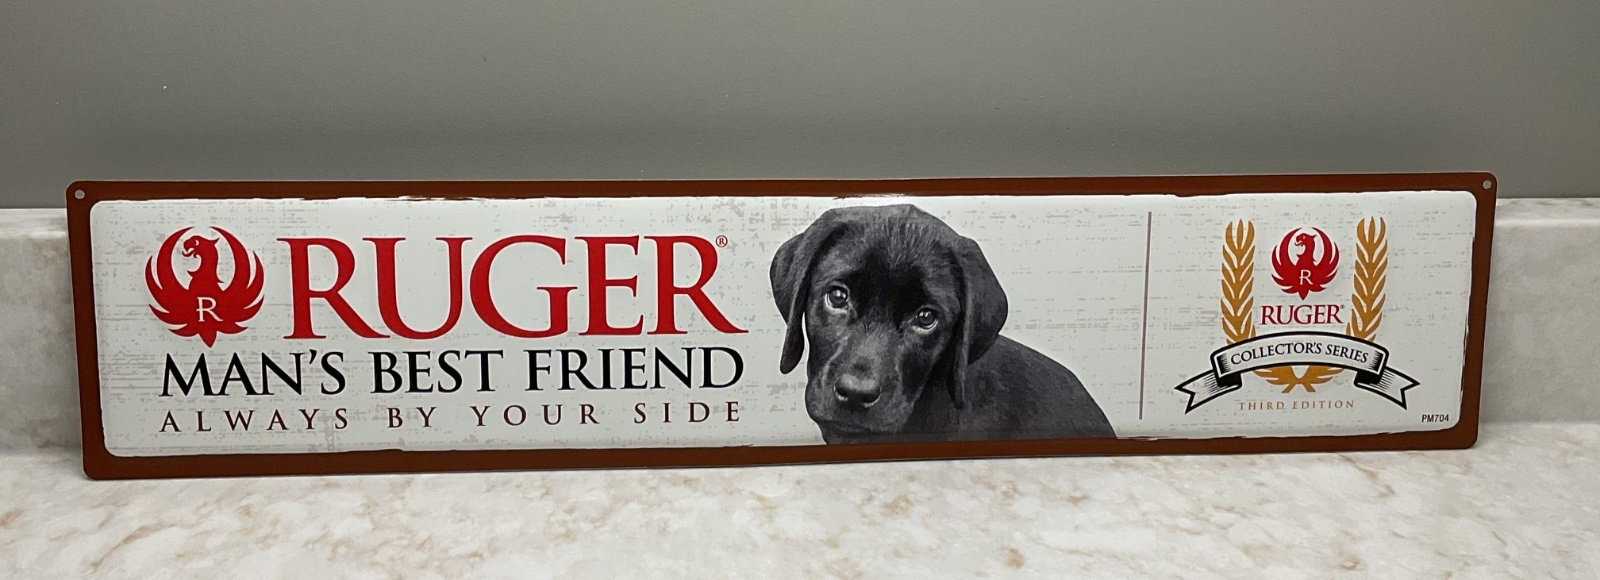 R
RUGER®
MAN'S BEST FRIEND
ALWAYS BY YOUR SIDE
R
RUGER®
COLLECTOR'S SERIES
THIRD EDITION
PM704